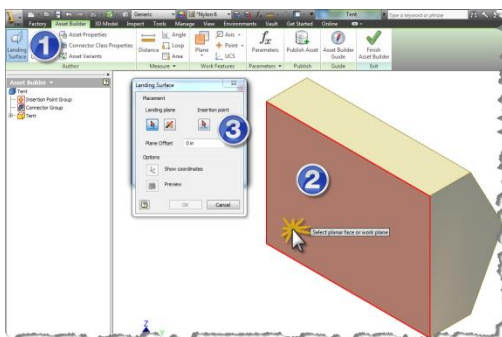 Generic
"Nylon 6
Tent
Type a keyword or phrase
Factory Asset Builder 3D Model Inspect Tools Manage View Environments Vault Get Started Online
Landing Surface
Asset Properties
Connector Class Properties
Asset Variants
Distance
Angle
Loop
Area
Plane
Axis
Point
UCS
Parameters
Publish Asset
Asset Builder Guide
Finish Asset Builder
Author
Measure
Work Features
Parameters
Publish
Guide
Exit
1
Asset Builder
Tent
Insertion Point Group
Connector Group
Tent
Landing Surface
Placement
Landing plane
Insertion point
3
Plane Offset
0 in
Options
Show coordinates
Preview
OK
Cancel
2
Select planar face or work plane
Z
Y